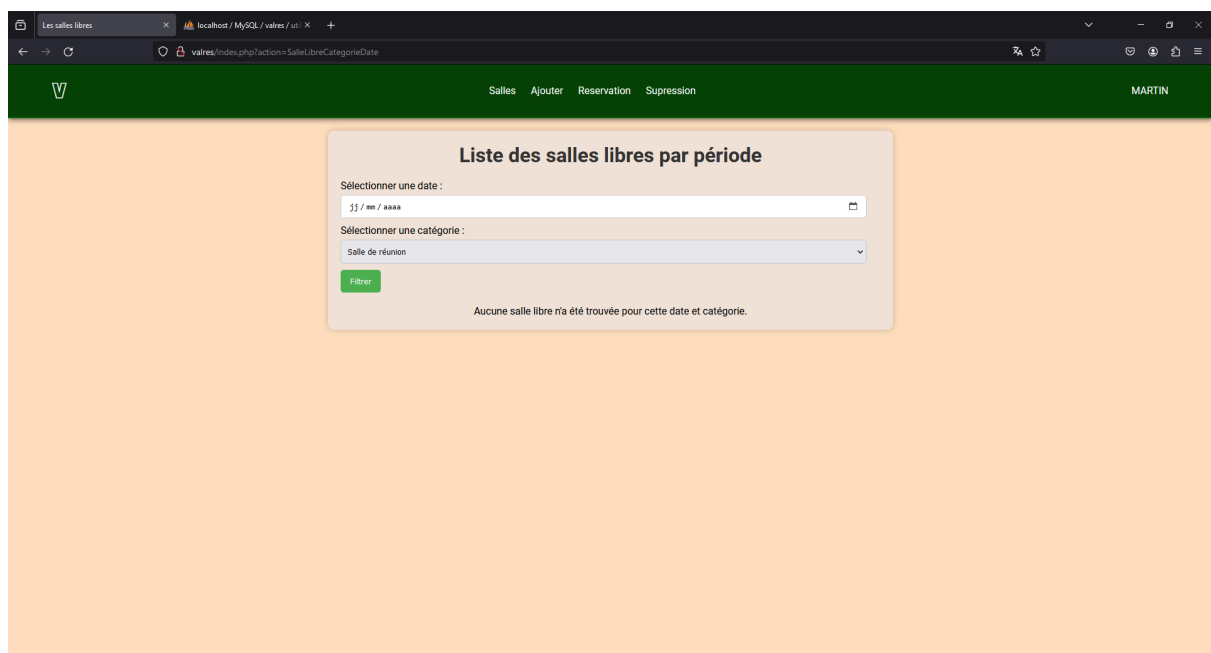 Les salles libres
localhost / MySQL / valres / uti
valres/index.php?action=SalleLibreCategorieDate
V
Salles Ajouter Reservation Supression
MARTIN
Liste des salles libres par période
Sélectionner une date :
jj / mm / aaaa
Sélectionner une catégorie :
Salle de réunion
Filtrer
Aucune salle libre n'a été trouvée pour cette date et catégorie.